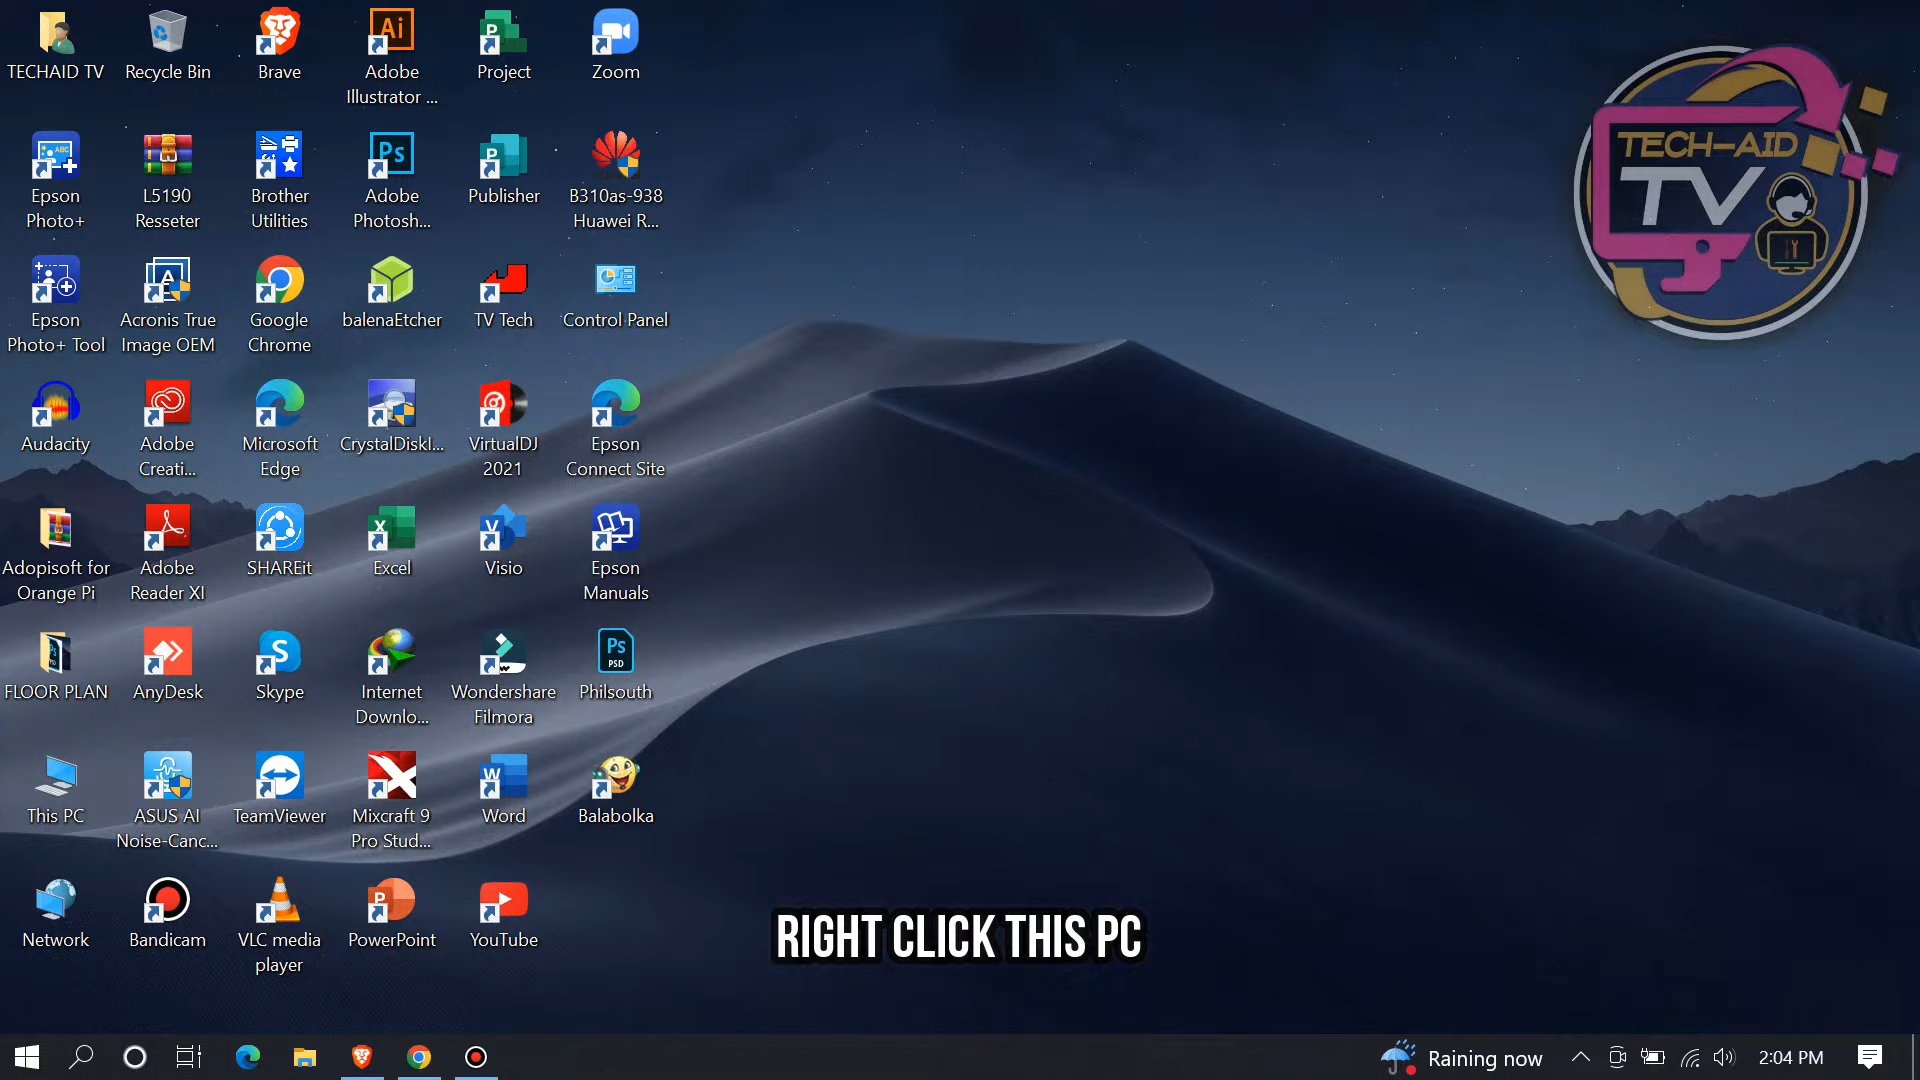 TECHAID TV
Recycle Bin
Brave
Adobe
Illustrator ...
Project
Zoom
Epson
Photo+
L5190
Resseter
Brother
Utilities
Adobe
Photosh...
Publisher
B310as-938
Huawei R...
Epson
Photo+ Tool
Acronis True
Image OEM
Google
Chrome
balenaEtcher
TV Tech
Control Panel
Audacity
Adobe
Creati...
Microsoft
Edge
CrystalDiskI...
VirtualDJ
2021
Epson
Connect Site
Adopisoft for
Orange Pi
Adobe
Reader XI
SHAREit
Excel
Visio
Epson
Manuals
FLOOR PLAN
AnyDesk
Skype
Internet
Downlo...
Wondershare
Filmora
Philsouth
This PC
ASUS AI
Noise-Canc...
TeamViewer
Mixcraft 9
Pro Stud...
Word
Balabolka
Network
Bandicam
VLC media
player
PowerPoint
YouTube
Ai
ABC
Ps
P
P
A
X
V
Ps
PSD
S
W
P
TECH-AID
TV
RIGHT CLICK THIS PC
Raining now
2:04 PM